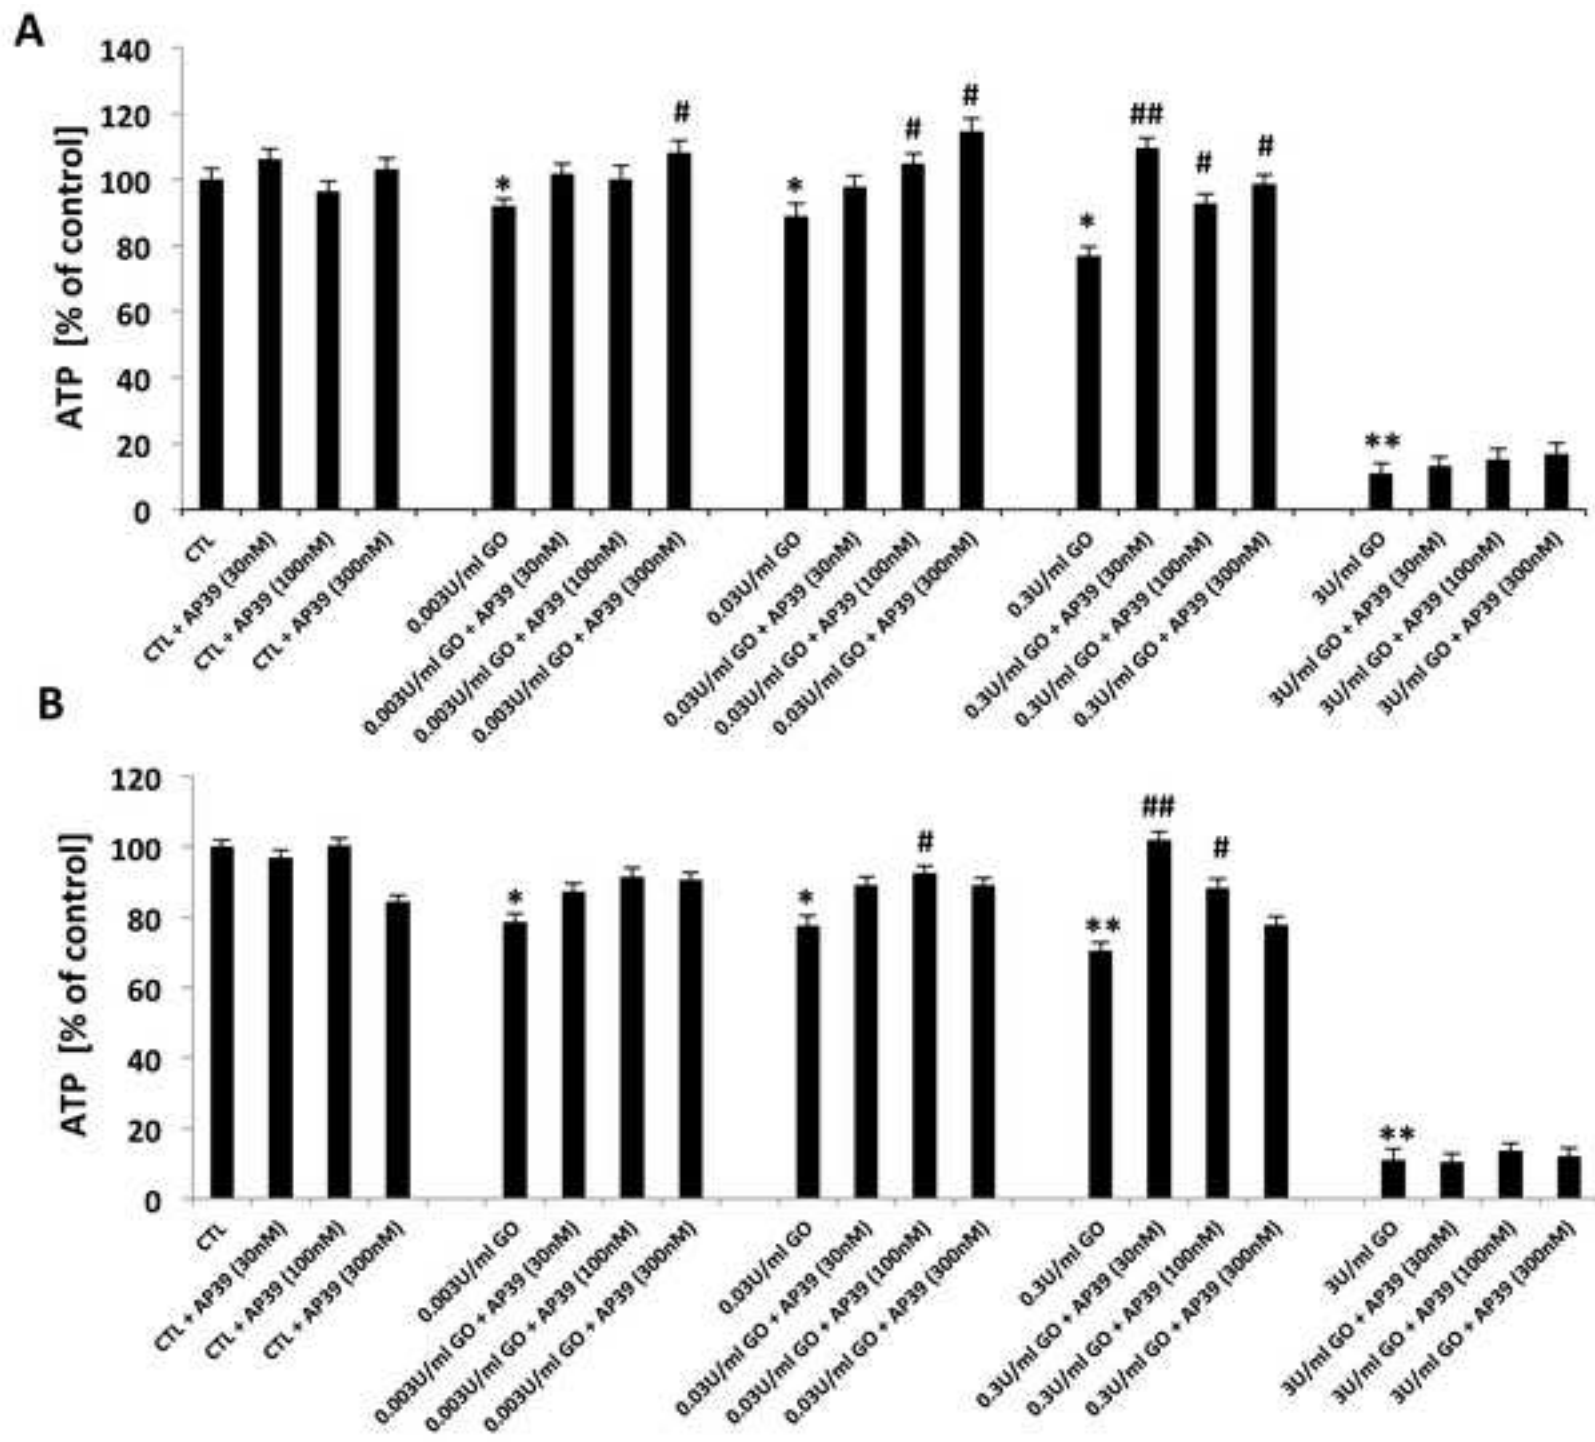 A
ATP [% of control]
140
120
100
80
60
40
20
0
#
#
#
##
#
#
*
*
*
**
CTL
CTL + AP39 (30nM)
CTL + AP39 (100nM)
CTL + AP39 (300nM)
0.003U/ml GO
0.003U/ml GO + AP39 (30nM)
0.003U/ml GO + AP39 (100nM)
0.003U/ml GO + AP39 (300nM)
0.03U/ml GO
0.03U/ml GO + AP39 (30nM)
0.03U/ml GO + AP39 (100nM)
0.03U/ml GO + AP39 (300nM)
0.3U/ml GO
0.3U/ml GO + AP39 (30nM)
0.3U/ml GO + AP39 (100nM)
0.3U/ml GO + AP39 (300nM)
3U/ml GO
3U/ml GO + AP39 (30nM)
3U/ml GO + AP39 (100nM)
3U/ml GO + AP39 (300nM)
B
ATP [% of control]
120
100
80
60
40
20
0
*
*
#
**
##
#
**
CTL
CTL + AP39 (30nM)
CTL + AP39 (100nM)
CTL + AP39 (300nM)
0.003U/ml GO
0.003U/ml GO + AP39 (30nM)
0.003U/ml GO + AP39 (100nM)
0.003U/ml GO + AP39 (300nM)
0.03U/ml GO
0.03U/ml GO + AP39 (30nM)
0.03U/ml GO + AP39 (100nM)
0.03U/ml GO + AP39 (300nM)
0.3U/ml GO
0.3U/ml GO + AP39 (30nM)
0.3U/ml GO + AP39 (100nM)
0.3U/ml GO + AP39 (300nM)
3U/ml GO
3U/ml GO + AP39 (30nM)
3U/ml GO + AP39 (100nM)
3U/ml GO + AP39 (300nM)